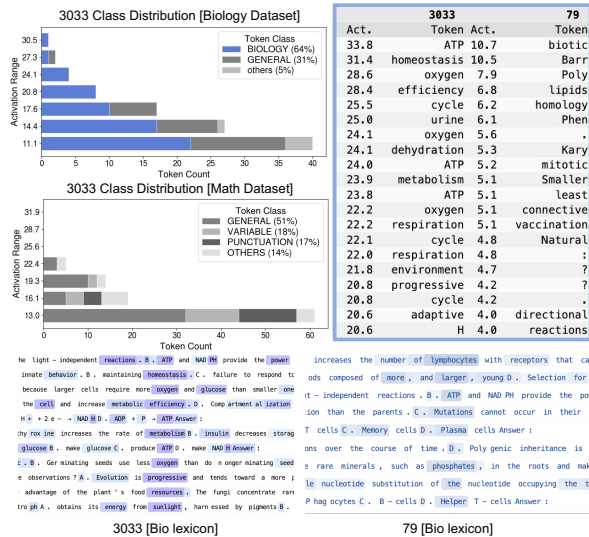 3033 Class Distribution [Biology Dataset]
Activation Range
30.5
27.3
24.1
20.8
17.6
14.4
11.1
Token Class
BIOLOGY (64%)
GENERAL (31%)
others (5%)
0 5 10 15 20 25 30 35 40
Token Count
3033 Class Distribution [Math Dataset]
Activation Range
31.9
28.7
25.6
22.4
19.3
16.1
13.0
Token Class
GENERAL (51%)
VARIABLE (18%)
PUNCTUATION (17%)
OTHERS (14%)
0 10 20 30 40 50 60
Token Count
3033 79
Act. Token Act. Token
33.8 ATP 10.7 biotic
31.4 homeostasis 10.5 Barr
28.6 oxygen 7.9 Poly
28.4 efficiency 6.8 lipids
25.5 cycle 6.2 homology
25.0 urine 6.1 Phen
24.1 oxygen 5.6 .
24.1 dehydration 5.3 Kary
24.0 ATP 5.2 mitotic
23.9 metabolism 5.1 Smaller
23.8 ATP 5.1 least
22.2 oxygen 5.1 connective
22.2 respiration 5.1 vaccination
22.1 cycle 4.8 Natural
22.0 respiration 4.8 :
21.8 environment 4.7 ?
20.8 progressive 4.2 ?
20.8 cycle 4.2 .
20.6 adaptive 4.0 directional
20.6 H 4.0 reactions
he light - independent reactions . B . ATP and NAD PH provide the power
innate behavior . B . maintaining homeostasis . C . failure to respond to
because larger cells require more oxygen and glucose than smaller one
the cell and increase metabolic efficiency . D . Comp artment al ization
H + + 2 e - → NAD H D . ADP + P → ATP Answer :
hy rox ine increases the rate of metabolism B . insulin decreases storag
glucose B . make glucose C . produce ATP D . make NAD H Answer :
c . B . Ger minating seeds use less oxygen than do n onger minating seed
e observations ? A . Evolution is progressive and tends toward a more p
advantage of the plant ' s food resources . The fungi concentrate rare
tro ph A . obtains its energy from sunlight , harn essed by pigments B .
3033 [Bio lexicon]
increases the number of lymphocytes with receptors that ca
ods composed of more , and larger , young D . Selection for
nt - independent reactions . B . ATP and NAD PH provide the pow
ion than the parents . C . Mutations cannot occur in their
T cells C . Memory cells D . Plasma cells Answer :
ons over the course of time . D . Poly genic inheritance is
e rare minerals , such as phosphates , in the roots and mak
le nucleotide substitution of the nucleotide occupying the t
P hag ocytes C . B - cells D . Helper T - cells Answer :
79 [Bio lexicon]